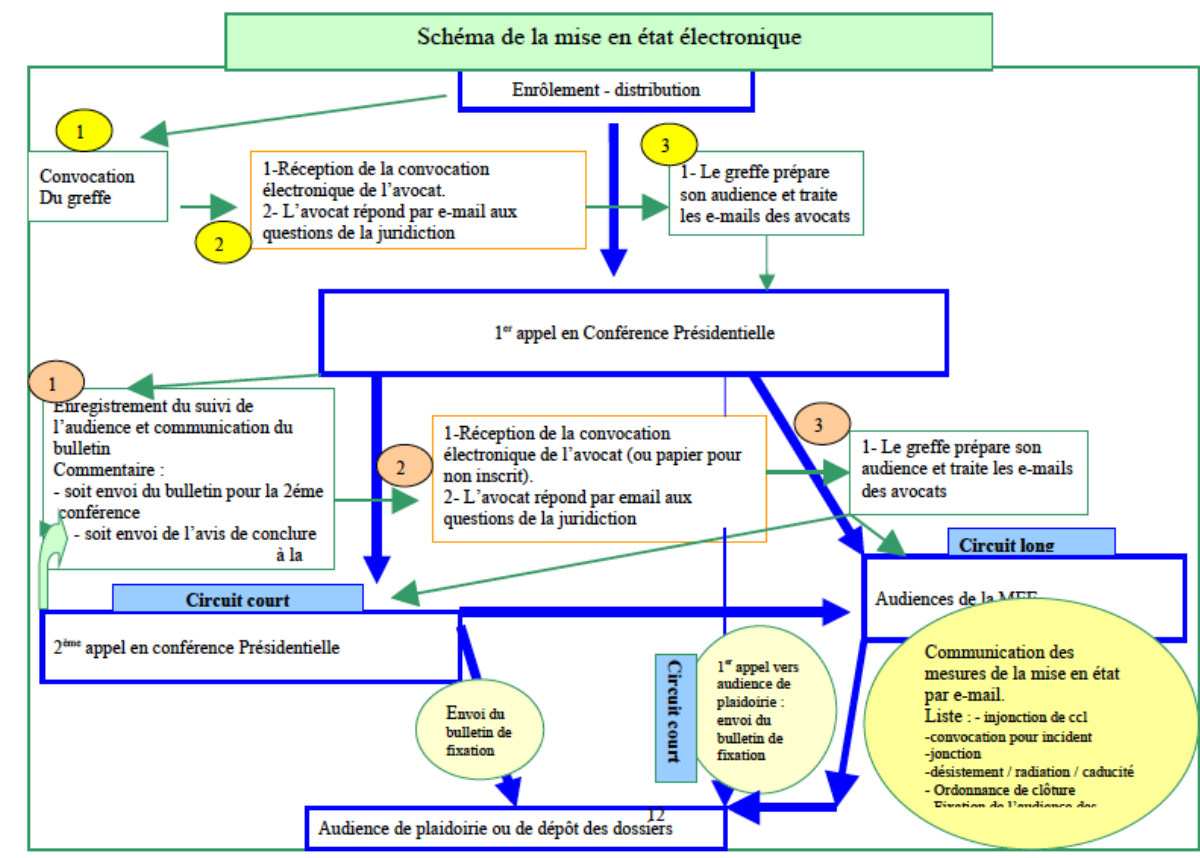 Schéma de la mise en état électronique
Enrôlement - distribution
1
Convocation
Du greffe
2
1-Réception de la convocation
électronique de l'avocat.
2- L'avocat répond par e-mail aux
questions de la juridiction
3
1- Le greffe prépare
son audience et traite
les e-mails des avocats
1er appel en Conférence Présidentielle
1
Enregistrement du suivi de
l'audience et communication du
bulletin
Commentaire :
- soit envoi du bulletin pour la 2éme
conférence
- soit envoi de l'avis de conclure
à la
2
1-Réception de la convocation
électronique de l'avocat (ou papier pour
non inscrit).
2- L'avocat répond par email aux
questions de la juridiction
3
1- Le greffe prépare son
audience et traite les e-mails
des avocats
Circuit long
Audiences de la MEE
Circuit court
2ème appel en conférence Présidentielle
Envoi du
bulletin de
fixation
Circuit court
1er appel vers
audience de
plaidoirie :
envoi du
bulletin de
fixation
Communication des
mesures de la mise en état
par e-mail.
Liste : - injonction de ccl
-convocation pour incident
-jonction
-désistement / radiation / caducité
- Ordonnance de clôture
- Fixation de l'audience des
12
Audience de plaidoirie ou de dépôt des dossiers